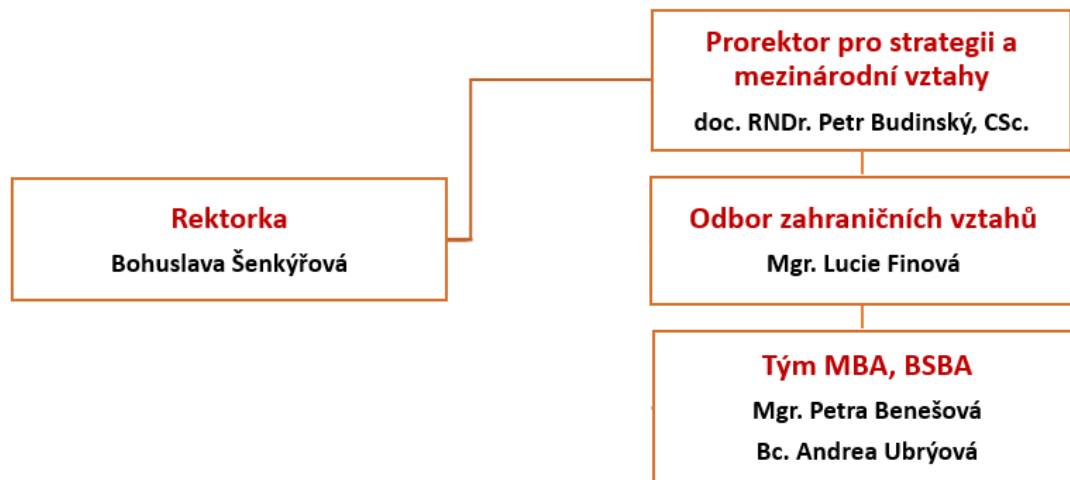 Prorektor pro strategii a
mezinárodní vztahy
doc. RNDr. Petr Budinský, CSc.
Rektorka
Bohuslava Šenkýřová
Odbor zahraničních vztahů
Mgr. Lucie Finová
Tým MBA, BSBA
Mgr. Petra Benešová
Bc. Andrea Ubrýová